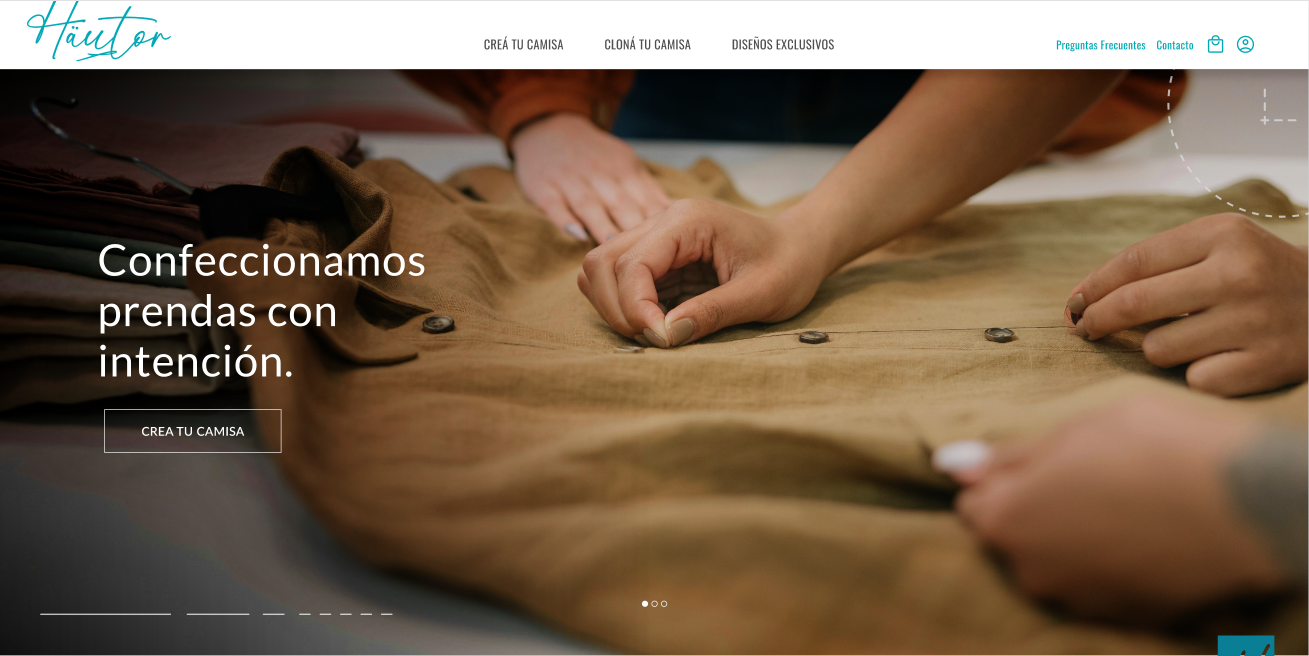 Häutor
CREÁ TU CAMISA
CLONÁ TU CAMISA
DISEÑOS EXCLUSIVOS
Preguntas Frecuentes
Contacto
Confeccionamos
prendas con
intención.
CREA TU CAMISA